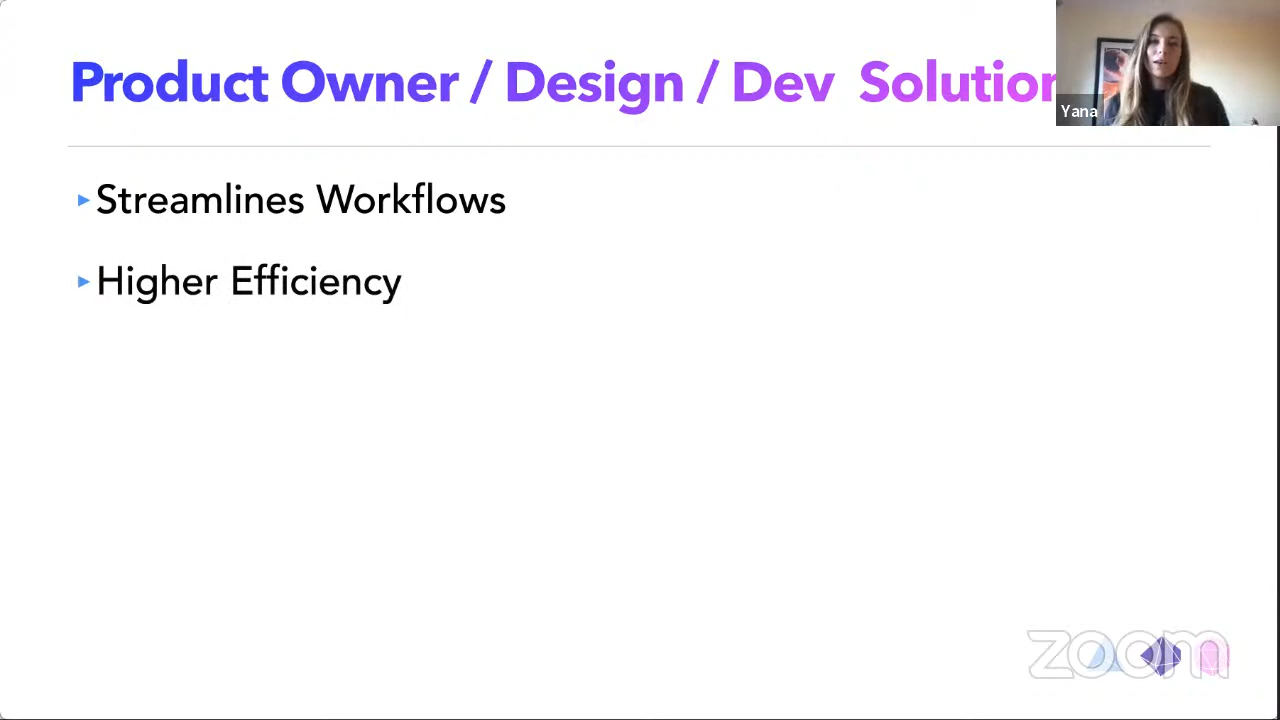 Product Owner / Design / Dev Solution
Yana
Streamlines Workflows
Higher Efficiency
zoom